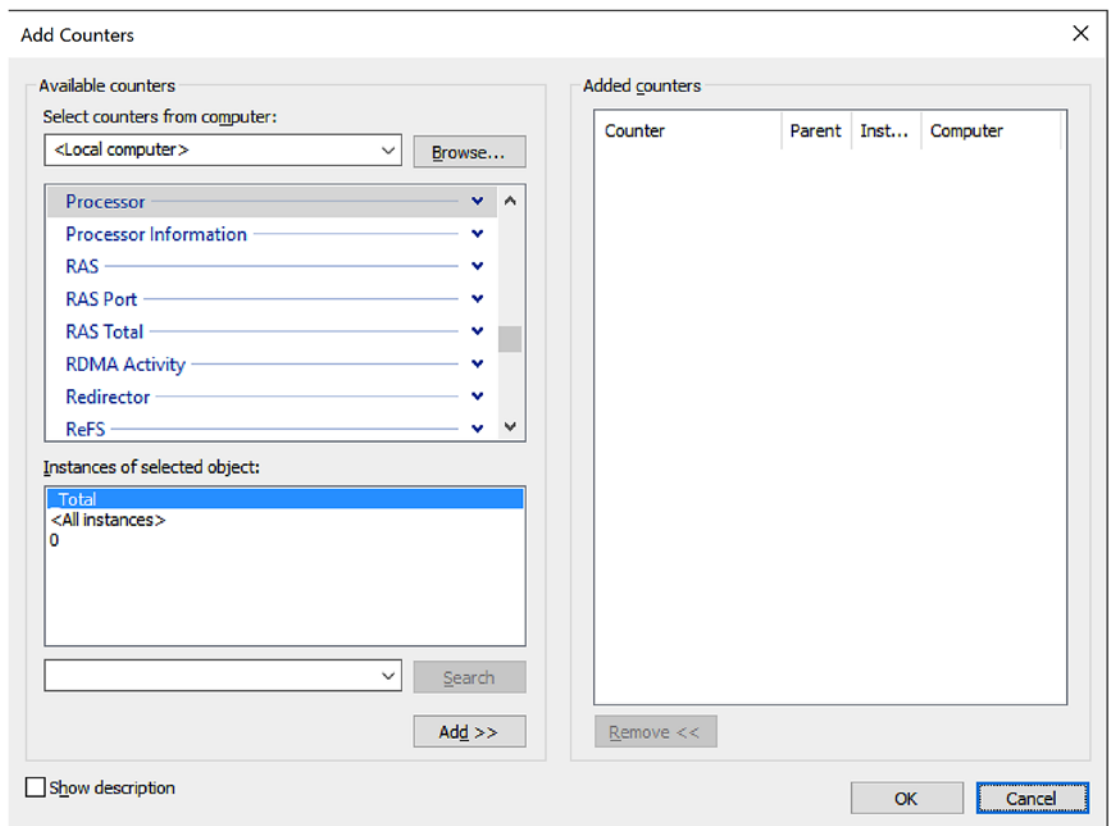 Add Counters
Available counters
Select counters from computer:
<Local computer>
Browse...
Processor
Processor Information
RAS
RAS Port
RAS Total
RDMA Activity
Redirector
ReFS
Instances of selected object:
_Total
<All instances>
0
Search
Add >>
Show description
Added counters
Counter Parent Inst... Computer
Remove <<
OK Cancel